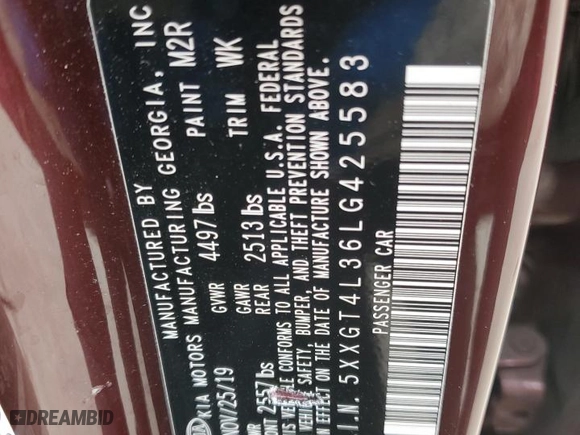 MANUFACTURED BY
KIA MOTORS MANUFACTURING GEORGIA, INC
NOV/25/19 GVWR 4497 lbs PAINT M2R
GAWR REAR 2513 lbs TRIM WK
2557 lbs
VEHICLE CONFORMS TO ALL APPLICABLE U.S.A. FEDERAL
SAFETY, BUMPER, AND THEFT PREVENTION STANDARDS
IN EFFECT ON THE DATE OF MANUFACTURE SHOWN ABOVE.
V.I.N. 5XXGT4L36LG425583
PASSENGER CAR
DREAMBID